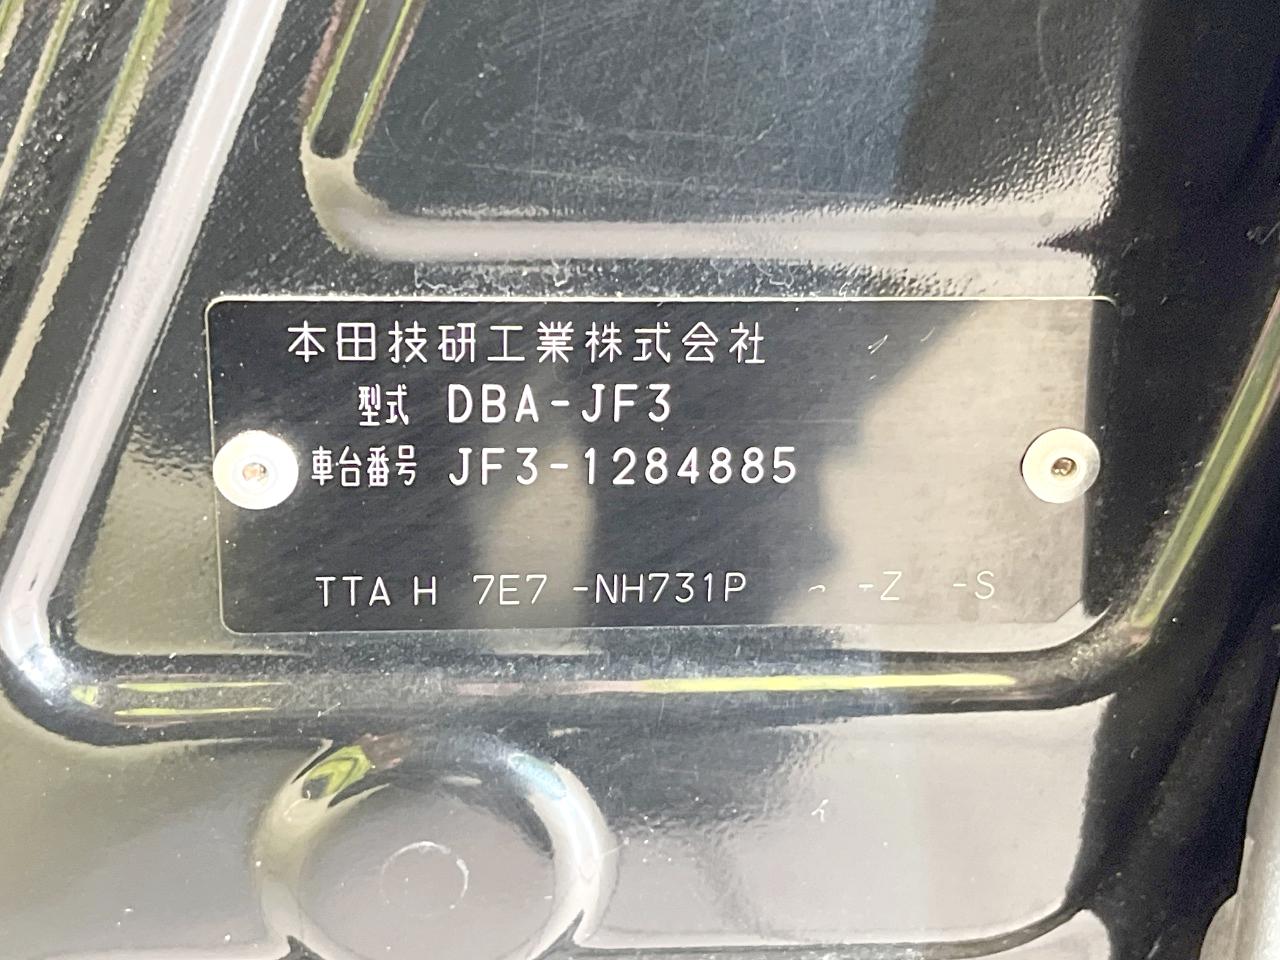 本田技研工業株式会社
型式 DBA-JF3
車台番号 JF3-1284885
TTA H 7E7 -NH731P ~ -Z -S